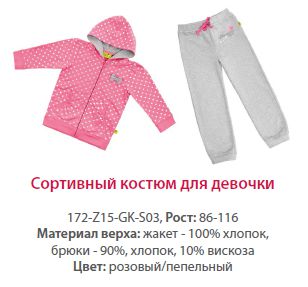 Сортивный костюм для девочки
172-Z15-GK-S03, Рост: 86-116
Материал верха: жакет - 100% хлопок,
брюки - 90%, хлопок, 10% вискоза
Цвет: розовый/пепельный